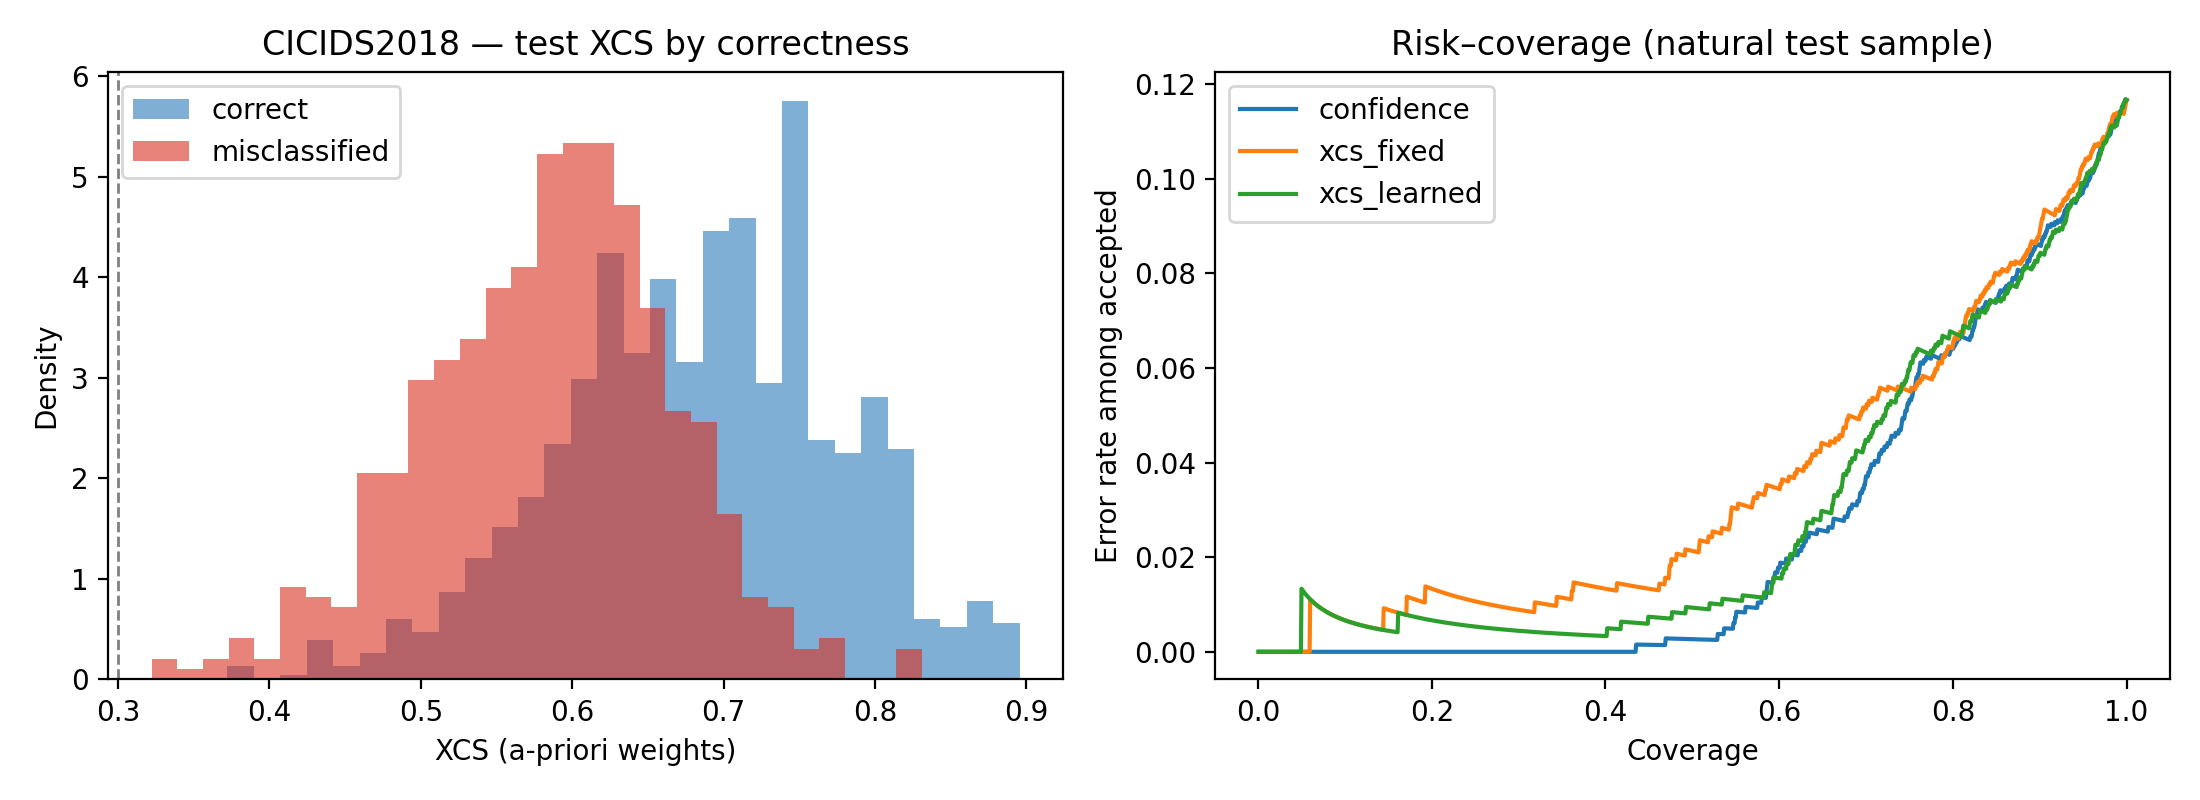 CICIDS2018 — test XCS by correctness
correct
misclassified
Density
0
1
2
3
4
5
6
0.3
0.4
0.5
0.6
0.7
0.8
0.9
XCS (a-priori weights)
Risk–coverage (natural test sample)
confidence
xcs_fixed
xcs_learned
Error rate among accepted
0.00
0.02
0.04
0.06
0.08
0.10
0.12
0.0
0.2
0.4
0.6
0.8
1.0
Coverage